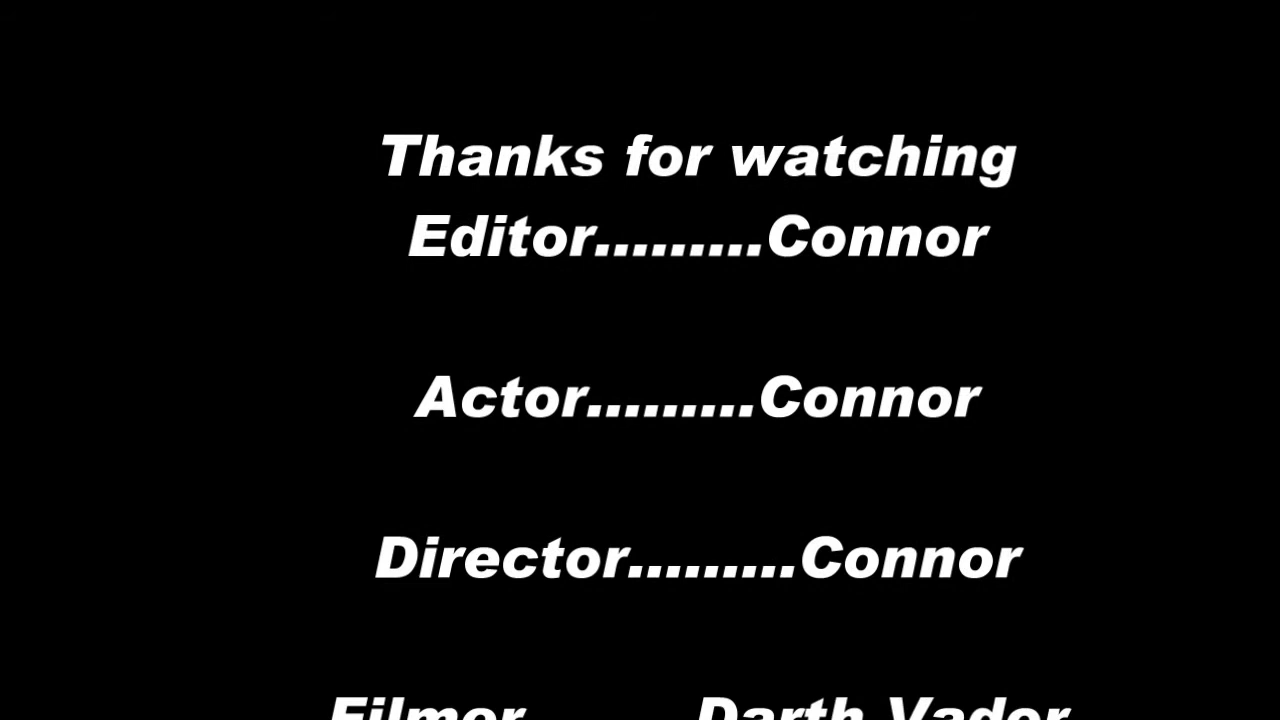 Thanks for watching
Editor.........Connor
Actor.........Connor
Director.........Connor
Filmer.........Darth Vader